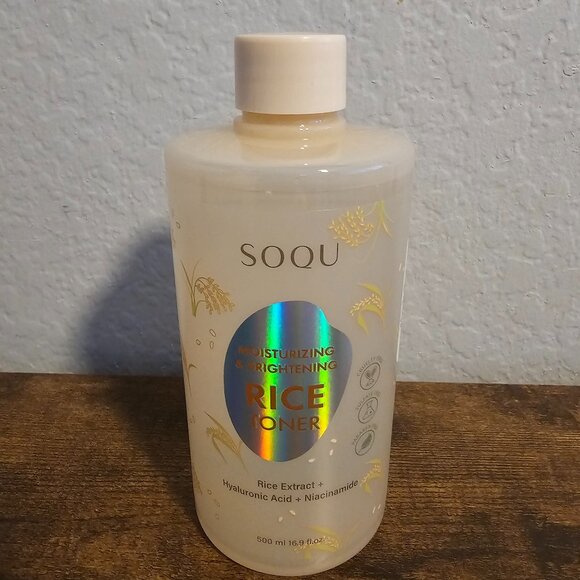 SOQU
MOISTURIZING
& BRIGHTENING
RICE
TONER
Rice Extract +
Hyaluronic Acid + Niacinamide
500 ml 16.9 fl.oz